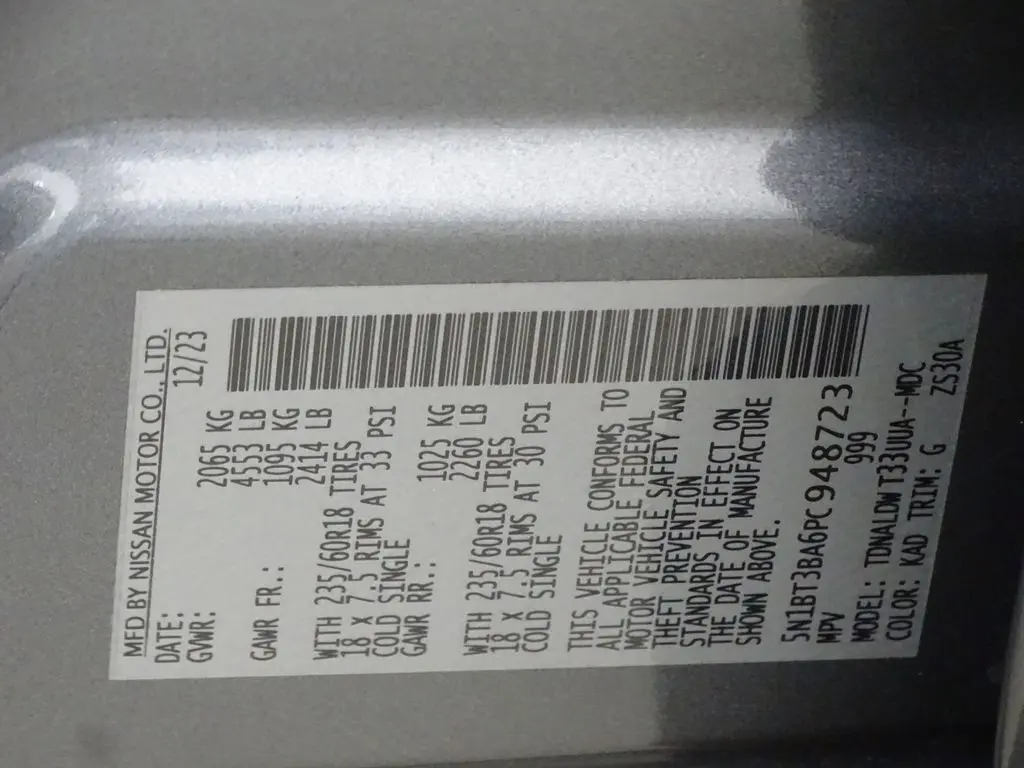 MFD BY NISSAN MOTOR CO., LTD.
DATE: 12/23
GVWR: 2065 KG
4553 LB
GAWR FR.: 1095 KG
2414 LB
WITH 235/60R18 TIRES
18 X 7.5 RIMS AT 33 PSI
COLD SINGLE
GAWR RR.: 1025 KG
2260 LB
WITH 235/60R18 TIRES
18 X 7.5 RIMS AT 30 PSI
COLD SINGLE
THIS VEHICLE CONFORMS TO
ALL APPLICABLE FEDERAL
MOTOR VEHICLE SAFETY AND
THEFT PREVENTION
STANDARDS IN EFFECT ON
THE DATE OF MANUFACTURE
SHOWN ABOVE.
5N1BT3BA6PC948723
MPV 999
MODEL: TDNALDW T33UUA--MDC
COLOR: KAD TRIM: G ZS30A